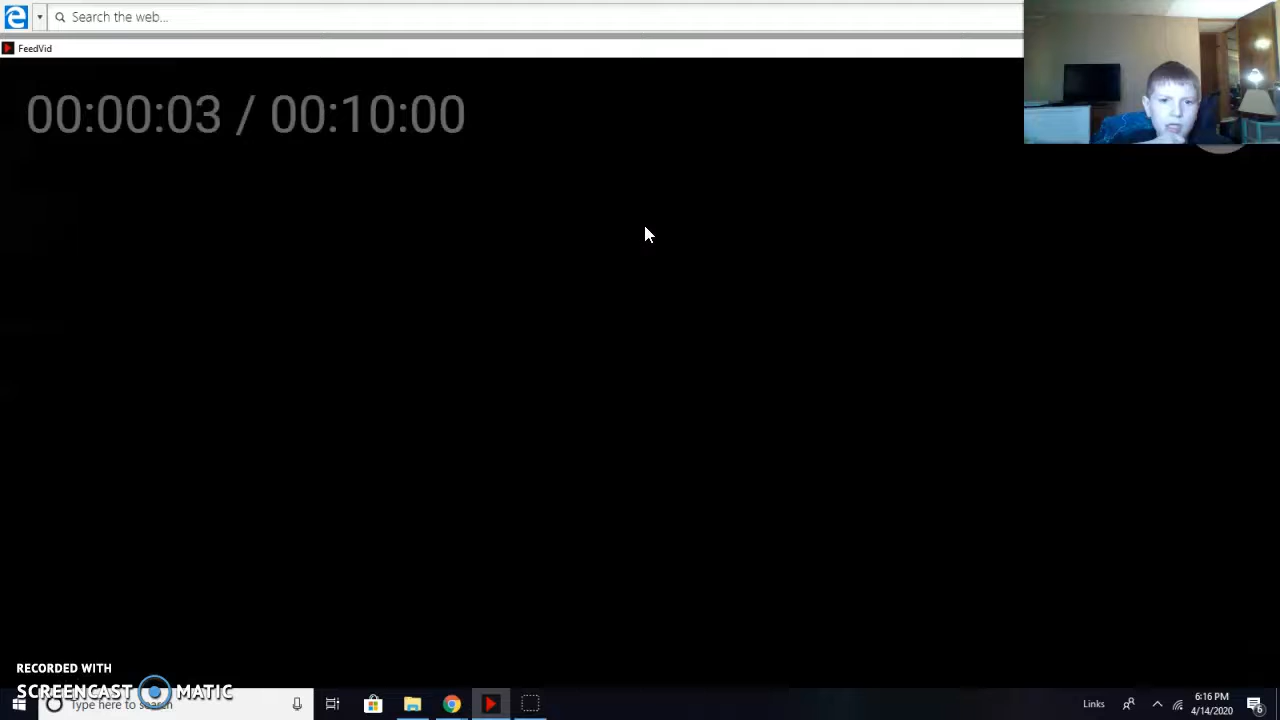 Search the web...
FeedVid
00:00:03 / 00:10:00
RECORDED WITH
SCREENCAST MATIC
Type here to search
Links
6:16 PM
4/14/2020
6